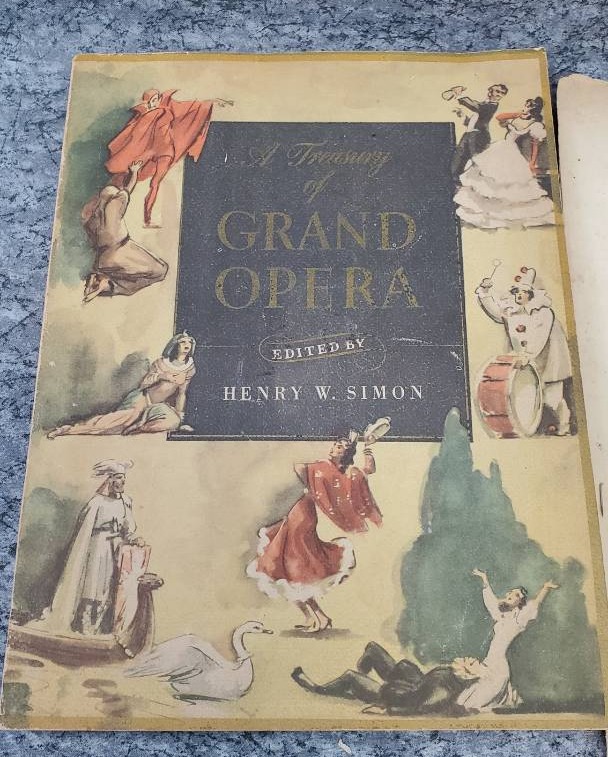 A Treasury
of
GRAND
OPERA
EDITED BY
HENRY W. SIMON